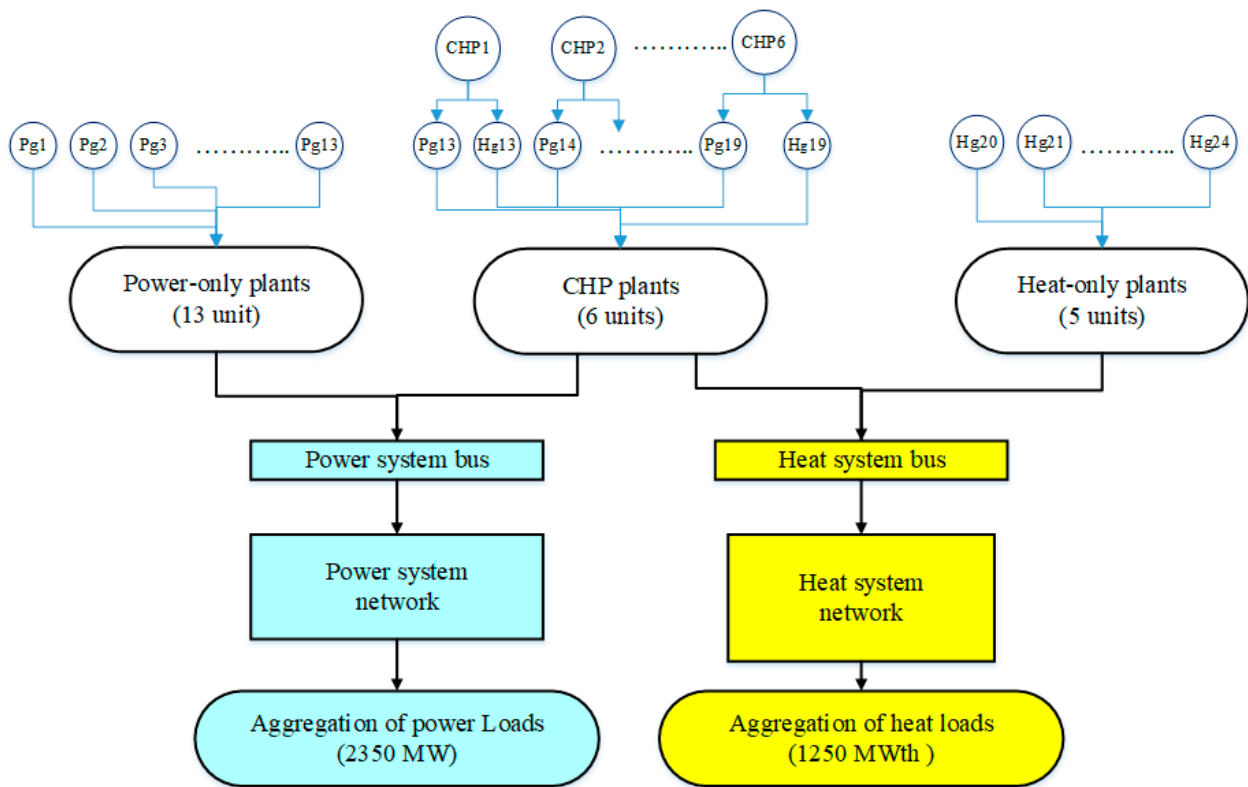 CHP1
CHP2
…………..
CHP6
Pg1
Pg2
Pg3
…………..
Pg13
Pg13
Hg13
Pg14
…………..
Pg19
Hg19
Hg20
Hg21
…………..
Hg24
Power-only plants
(13 unit)
CHP plants
(6 units)
Heat-only plants
(5 units)
Power system bus
Heat system bus
Power system
network
Heat system
network
Aggregation of power Loads
(2350 MW)
Aggregation of heat loads
(1250 MWth )